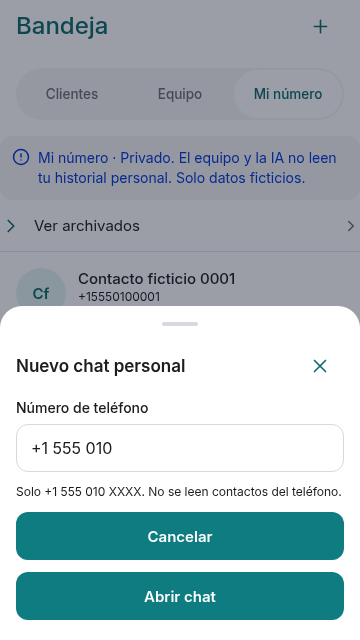 Bandeja
Clientes
Equipo
Mi número
Mi número · Privado. El equipo y la IA no leen
tu historial personal. Solo datos ficticios.
Ver archivados
Cf
Contacto ficticio 0001
+15550100001
Nuevo chat personal
Número de teléfono
+1 555 010
Solo +1 555 010 XXXX. No se leen contactos del teléfono.
Cancelar
Abrir chat